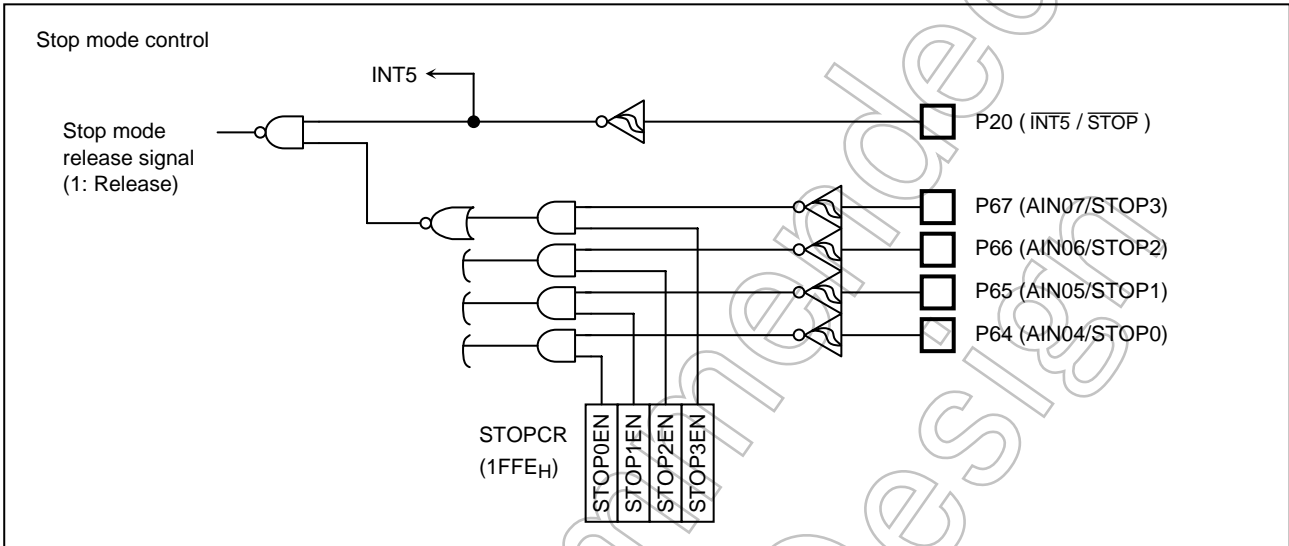 Stop mode control
INT5
P20 ( INT5 / STOP )
Stop mode
release signal
(1: Release)
P67 (AIN07/STOP3)
P66 (AIN06/STOP2)
P65 (AIN05/STOP1)
P64 (AIN04/STOP0)
STOPCR
(1FFEH)
STOP0EN
STOP1EN
STOP2EN
STOP3EN